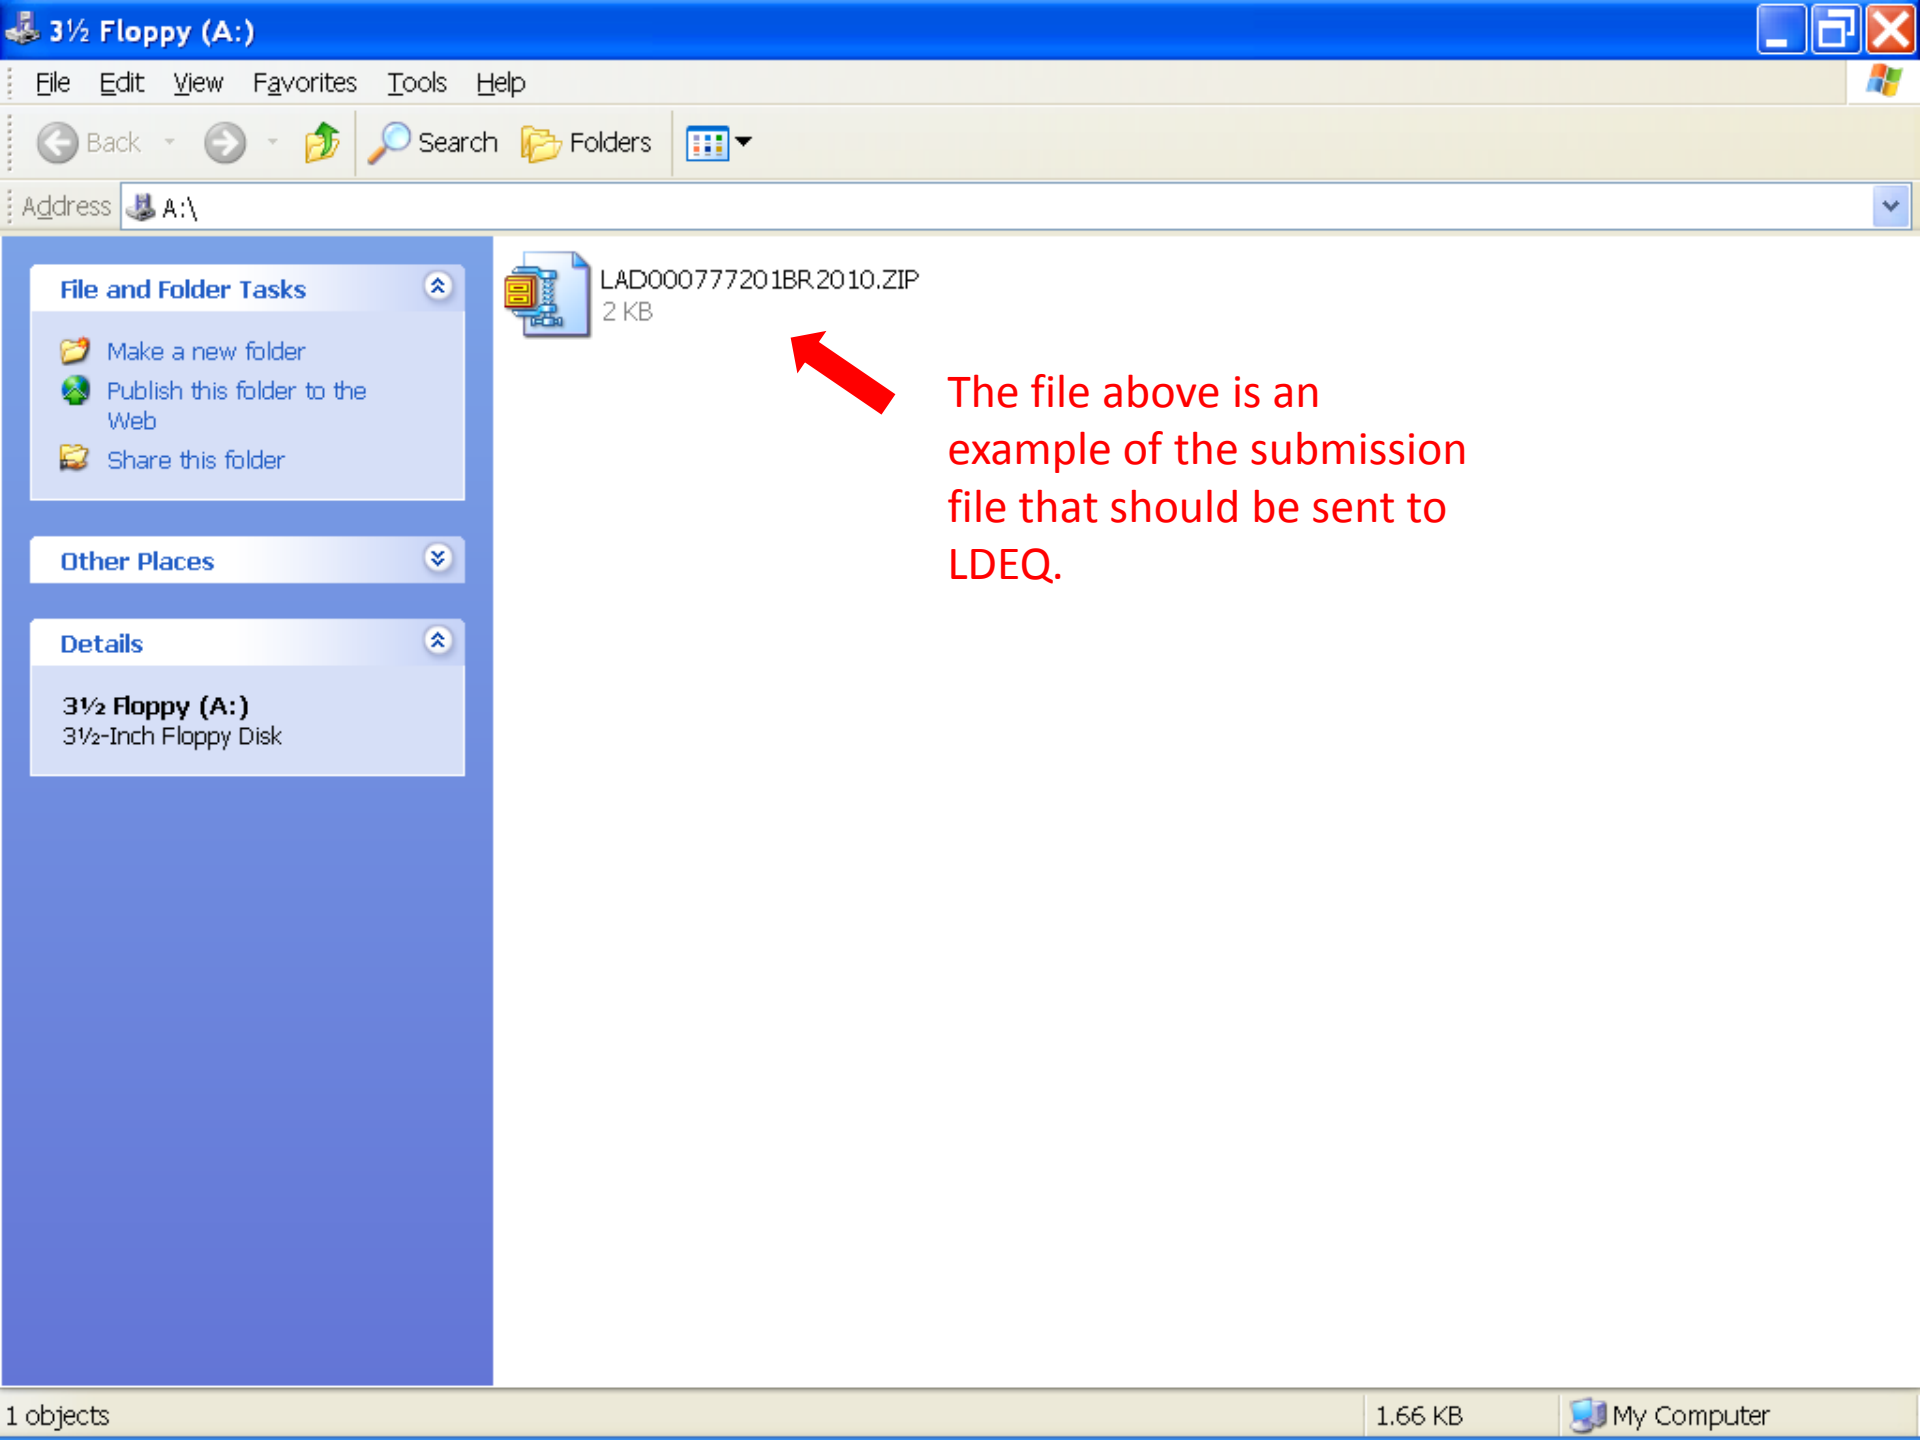 3½ Floppy (A:)
File Edit View Favorites Tools Help
Back Search Folders
Address A:\
File and Folder Tasks
Make a new folder
Publish this folder to the
Web
Share this folder
Other Places
Details
3½ Floppy (A:)
3½-Inch Floppy Disk
LAD000777201BR2010.ZIP
2 KB
The file above is an
example of the submission
file that should be sent to
LDEQ.
1 objects
1.66 KB
My Computer